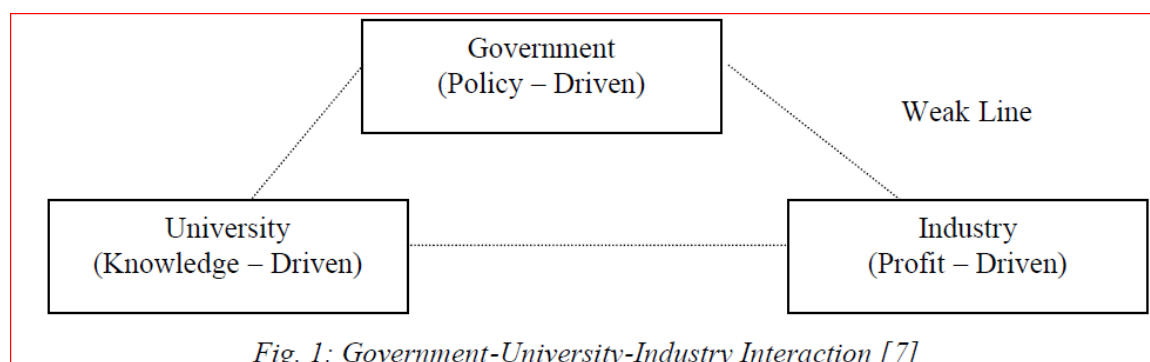 Government
(Policy – Driven)
Weak Line
University
(Knowledge – Driven)
Industry
(Profit – Driven)
Fig. 1: Government-University-Industry Interaction [7]